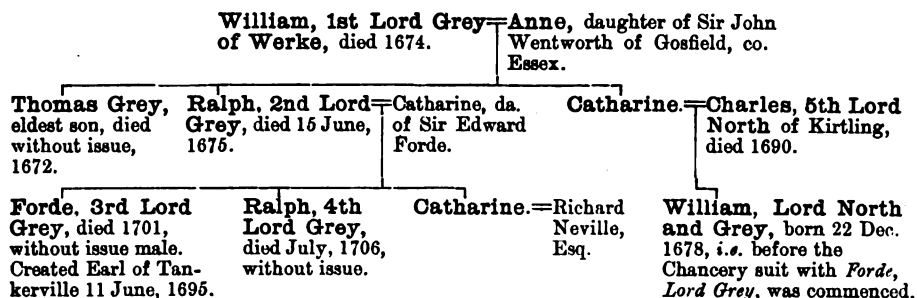 William, 1st Lord Grey
of Werke, died 1674.
Anne, daughter of Sir John
Wentworth of Gosfield, co.
Essex.
Thomas Grey,
eldest son, died
without issue,
1672.
Ralph, 2nd Lord
Grey, died 15 June,
1675.
Catharine, da.
of Sir Edward
Forde.
Catharine.
Charles, 5th Lord
North of Kirtling,
died 1690.
Forde, 3rd Lord
Grey, died 1701,
without issue male.
Created Earl of Tan-
kerville 11 June, 1695.
Ralph, 4th
Lord Grey,
died July, 1706,
without issue.
Catharine.=Richard
Neville,
Esq.
William, Lord North
and Grey, born 22 Dec.
1678, i.e. before the
Chancery suit with Forde,
Lord Grey, was commenced.